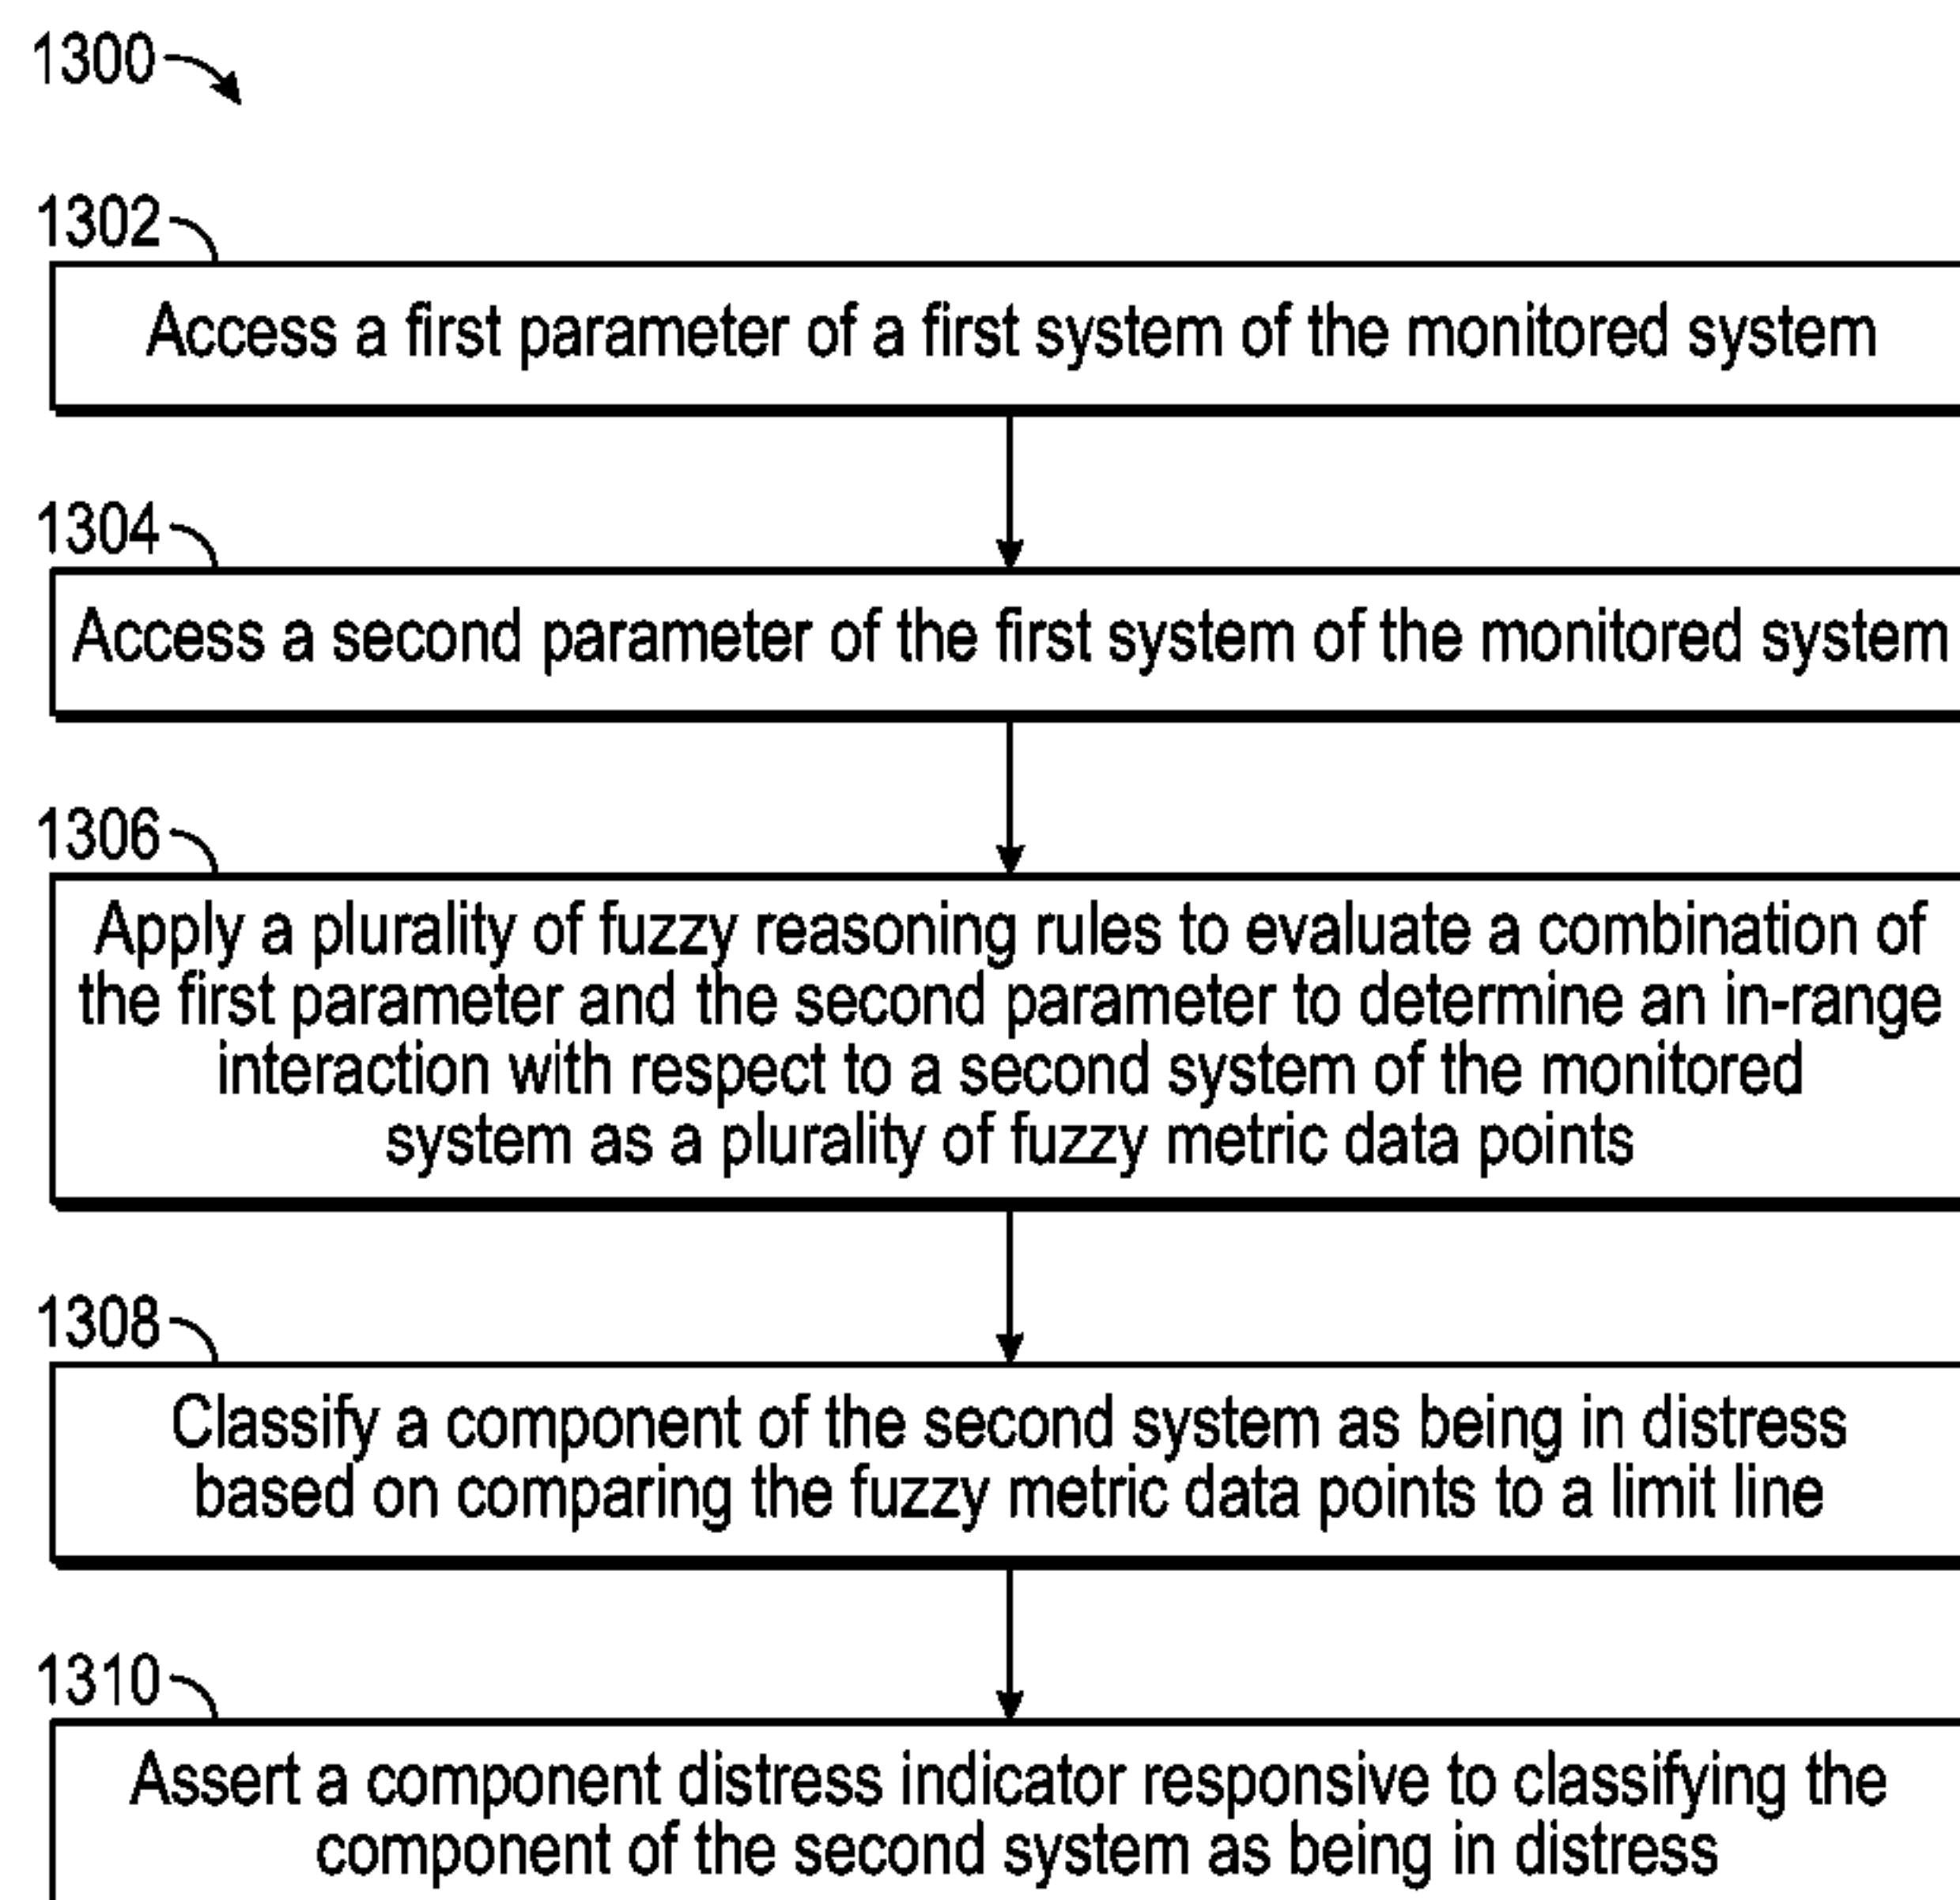 1300
1302
Access a first parameter of a first system of the monitored system
1304
Access a second parameter of the first system of the monitored system
1306
Apply a plurality of fuzzy reasoning rules to evaluate a combination of
the first parameter and the second parameter to determine an in-range
interaction with respect to a second system of the monitored
system as a plurality of fuzzy metric data points
1308
Classify a component of the second system as being in distress
based on comparing the fuzzy metric data points to a limit line
1310
Assert a component distress indicator responsive to classifying the
component of the second system as being in distress